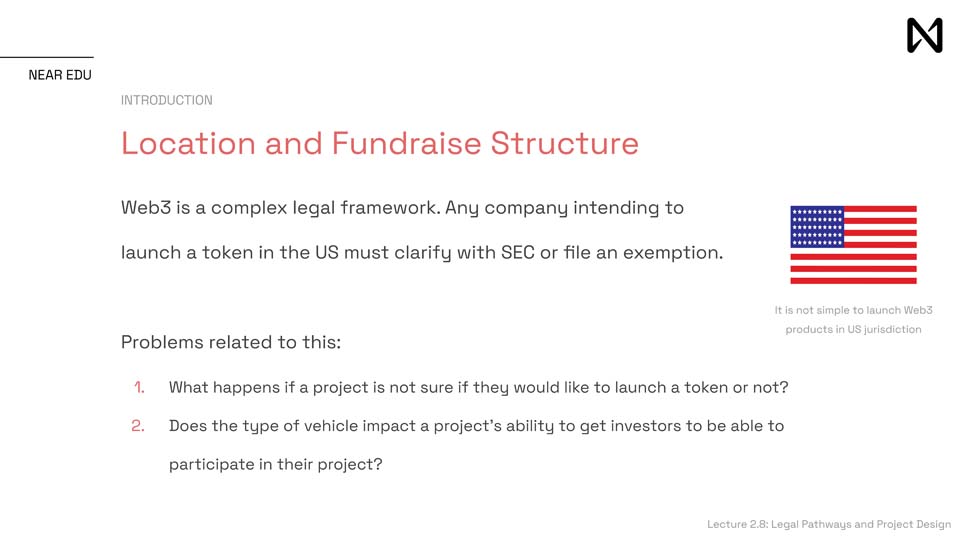 NEAR EDU
INTRODUCTION
Location and Fundraise Structure
Web3 is a complex legal framework. Any company intending to
launch a token in the US must clarify with SEC or file an exemption.
It is not simple to launch Web3
products in US jurisdiction
Problems related to this:
1. What happens if a project is not sure if they would like to launch a token or not?
2. Does the type of vehicle impact a project's ability to get investors to be able to
participate in their project?
Lecture 2.8: Legal Pathways and Project Design